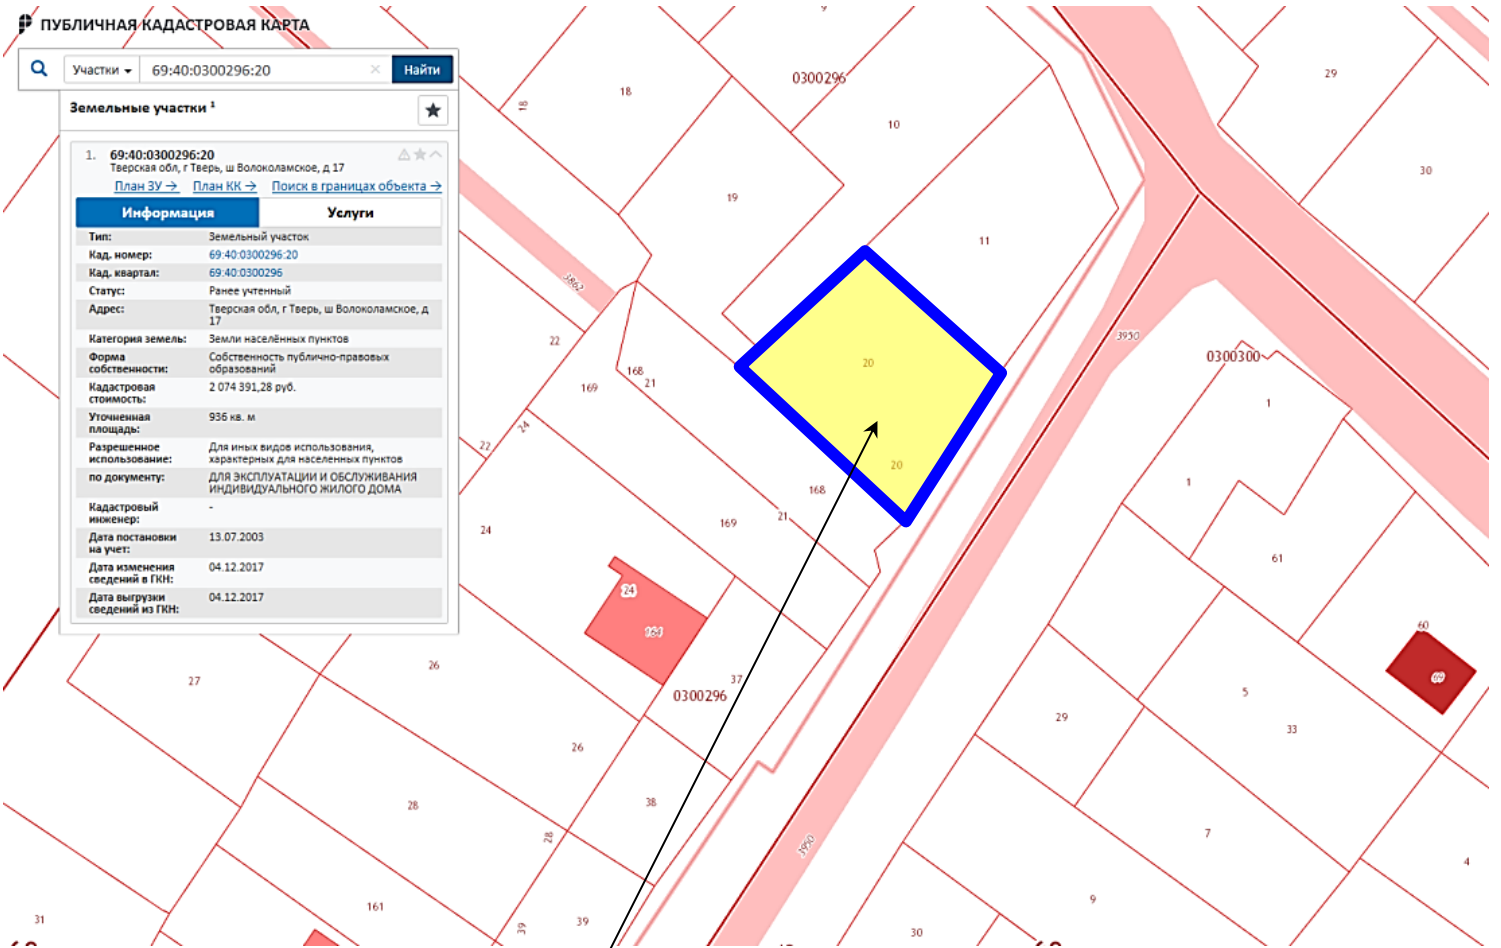 ПУБЛИЧНАЯ КАДАСТРОВАЯ КАРТА
Участки
69:40:0300296:20
Найти
Земельные участки 1
1. 69:40:0300296:20
Тверская обл, г Тверь, ш Волоколамское, д 17
План ЗУ → План КК → Поиск в границах объекта →
Информация Услуги
Тип: Земельный участок
Кад. номер: 69:40:0300296:20
Кад. квартал: 69:40:0300296
Статус: Ранее учтенный
Адрес: Тверская обл, г Тверь, ш Волоколамское, д
17
Категория земель: Земли населённых пунктов
Форма Собственность публично-правовых
собственности: образований
Кадастровая 2 074 391,28 руб.
стоимость:
Уточненная 936 кв. м
площадь:
Разрешенное Для иных видов использования,
использование: характерных для населенных пунктов
по документу: ДЛЯ ЭКСПЛУАТАЦИИ И ОБСЛУЖИВАНИЯ
ИНДИВИДУАЛЬНОГО ЖИЛОГО ДОМА
Кадастровый -
инженер:
Дата постановки 13.07.2003
на учет:
Дата изменения 04.12.2017
сведений в ГКН:
Дата выгрузки 04.12.2017
сведений из ГКН:
0300296
29
18
18
10
30
19
11
3862
3950
22
0300300
20
168
21
169
1
24
22
20
1
168
21
169
24
61
24
164
60
69
26
37
27
0300296
5
29
33
26
38
28
28
7
3950
4
161
9
31
39
39
30